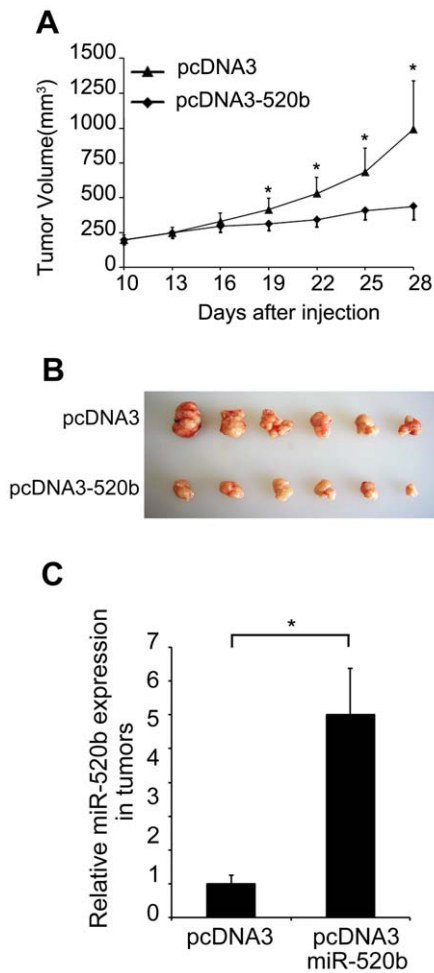 A
1500
pcDNA3
1250
pcDNA3-520b
1000
Tumor Volume(mm3)
750
500
250
0
* * * *
10 13 16 19 22 25 28
Days after injection
B
pcDNA3
pcDNA3-520b
C
7
6
5
4
3
2
1
0
*
Relative miR-520b expression
in tumors
pcDNA3 pcDNA3
miR-520b